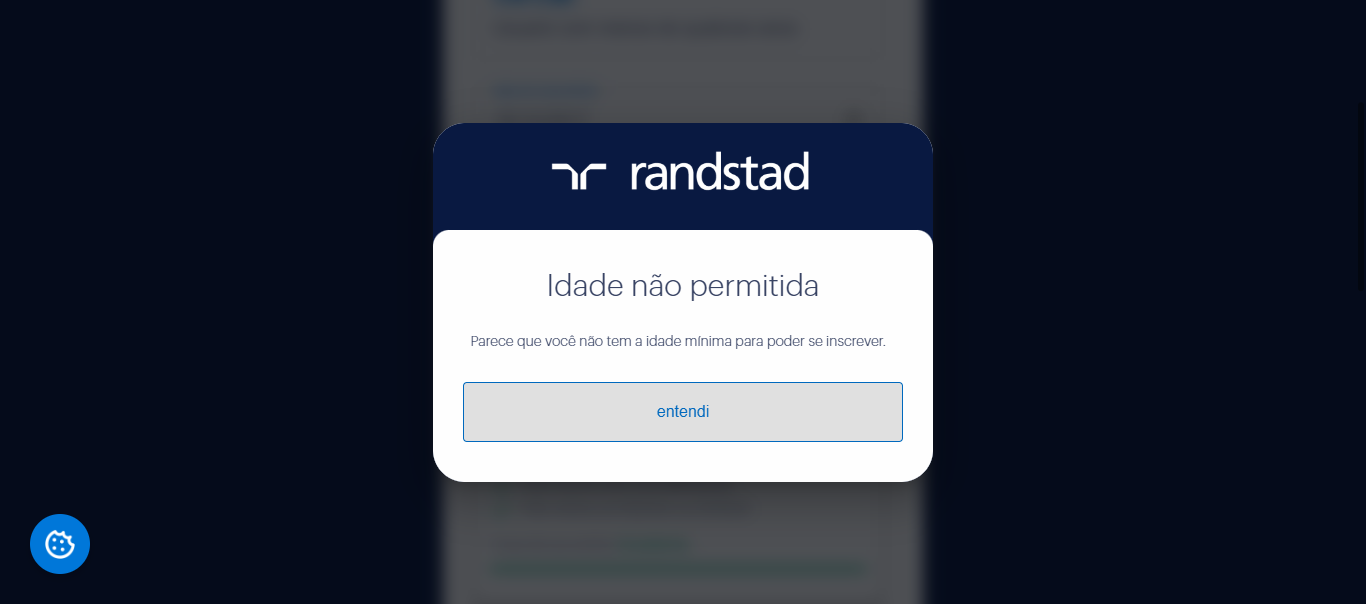 randstad
Idade não permitida
Parece que você não tem a idade mínima para poder se inscrever.
entendi